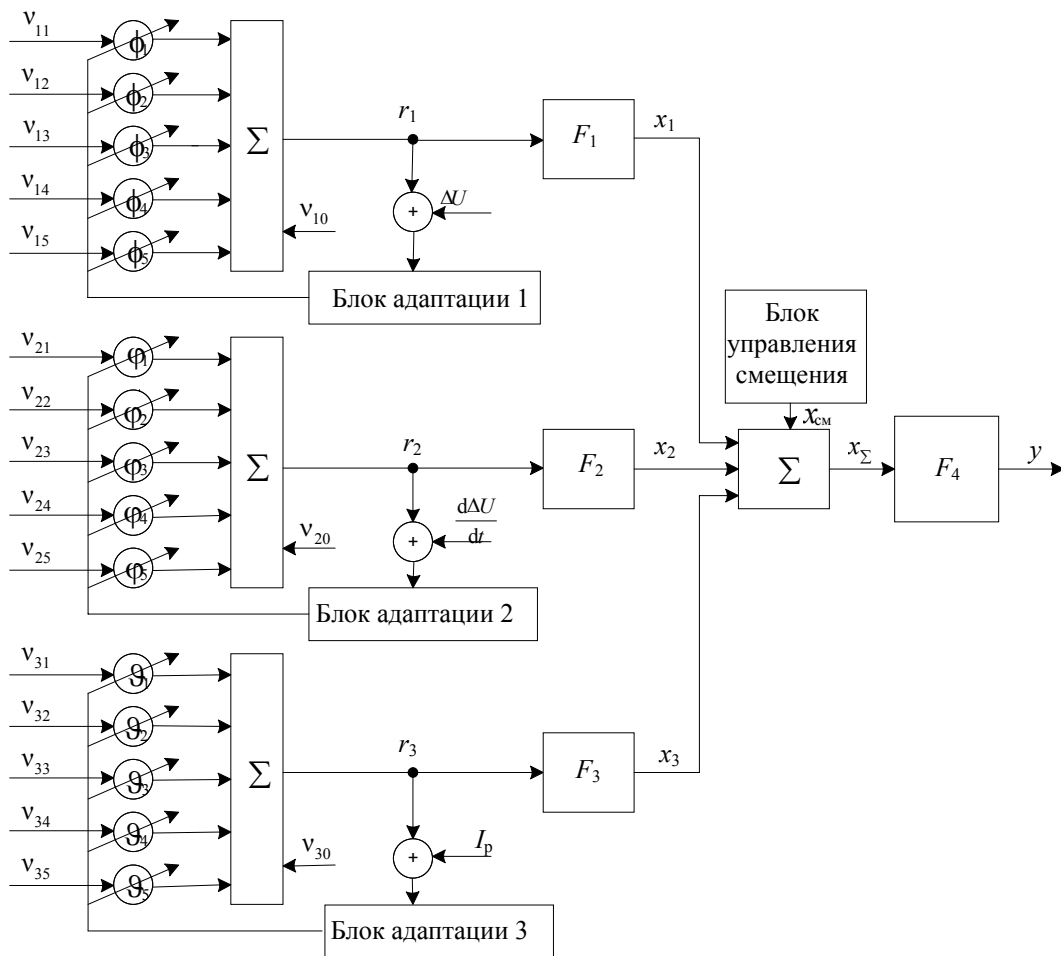 ν11
ϕ1
ν12
ϕ2
ν13
ϕ3
ν14
ϕ4
ν15
ϕ5
Σ
ν10
r1
+
ΔU
Блок адаптации 1
F1
x1
ν21
φ1
ν22
φ2
ν23
φ3
ν24
φ4
ν25
φ5
Σ
ν20
r2
+
dΔU
dt
Блок адаптации 2
F2
x2
ν31
ϑ1
ν32
ϑ2
ν33
ϑ3
ν34
ϑ4
ν35
ϑ5
Σ
ν30
r3
+
Iр
Блок адаптации 3
F3
x3
Блок
управления
смещения
xсм
Σ
xΣ
F4
y